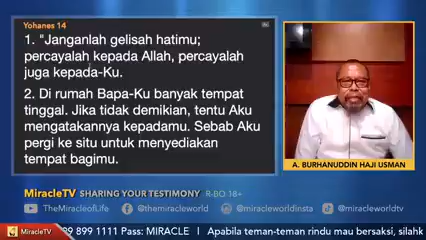 Yohanes 14
1. "Janganlah gelisah hatimu;
percayalah kepada Allah, percayalah
juga kepada-Ku.
2. Di rumah Bapa-Ku banyak tempat
tinggal. Jika tidak demikian, tentu Aku
mengatakannya kepadamu. Sebab Aku
pergi ke situ untuk menyediakan
tempat bagimu.
A. BURHANUDDIN HAJI USMAN
MiracleTV SHARING YOUR TESTIMONY R-BO 18+
TheMiracleofLife @themiracleworld @miracleworldinsta @miracleworldtv
MiracleTV 899 1111 Pass: MIRACLE I Apabila teman-teman rindu mau bersaksi, silahk